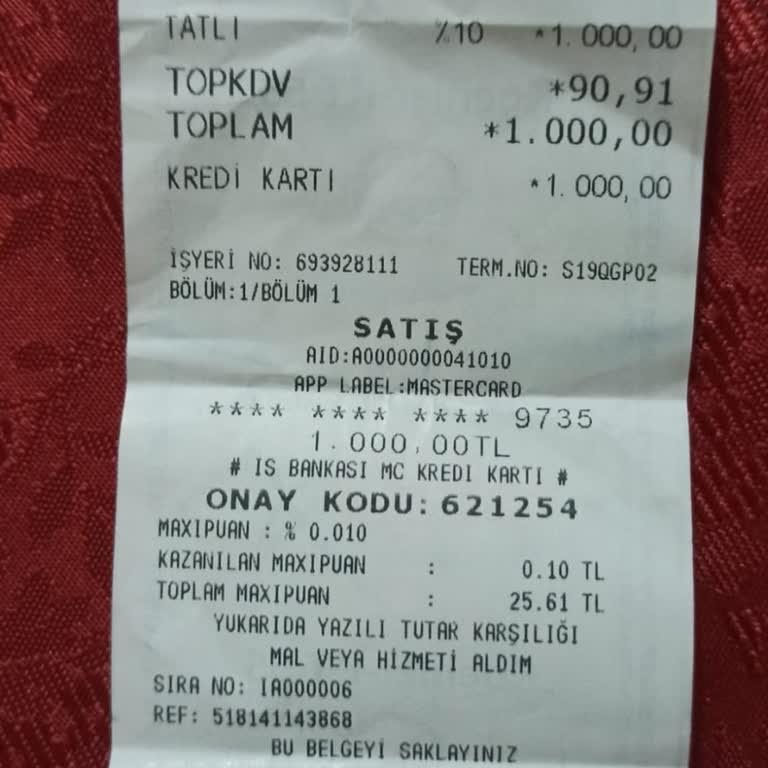 TATLI %10 *1.000,00
TOPKDV *90,91
TOPLAM *1.000,00
KREDİ KARTI *1.000,00
İŞYERİ NO: 693928111 TERM.NO: S19QGP02
BÖLÜM:1/BÖLÜM 1
SATIŞ
AID:A0000000041010
APP LABEL:MASTERCARD
**** **** **** 9735
1.000,00TL
# IS BANKASI MC KREDI KARTI #
ONAY KODU: 621254
MAXIPUAN : % 0.010
KAZANILAN MAXIPUAN : 0.10 TL
TOPLAM MAXIPUAN : 25.61 TL
YUKARIDA YAZILI TUTAR KARŞILIĞI
MAL VEYA HİZMETİ ALDIM
SIRA NO: IA000006
REF: 518141143868
BU BELGEYİ SAKLAYINIZ